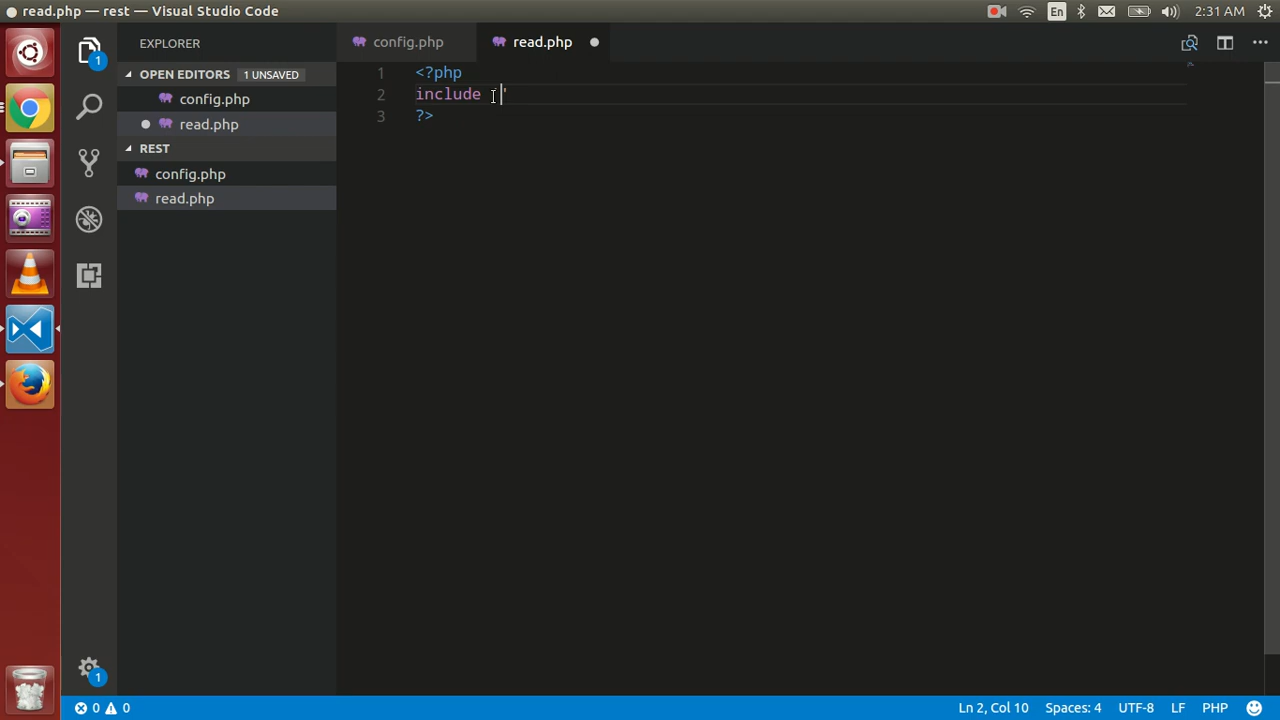 read.php — rest — Visual Studio Code
En
2:31 AM
EXPLORER
config.php
read.php
OPEN EDITORS
1 UNSAVED
config.php
read.php
REST
config.php
read.php
1 <?php
2 include ''
3 ?>
1
1
0 0
Ln 2, Col 10
Spaces: 4
UTF-8
LF
PHP